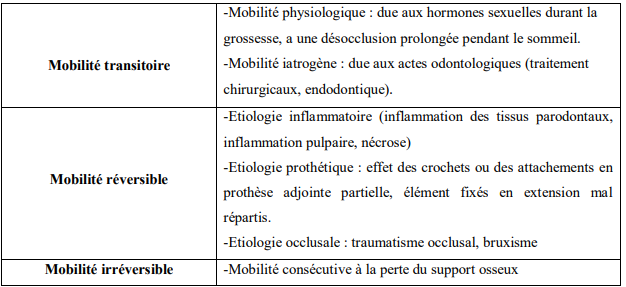 Mobilité transitoire
-Mobilité physiologique : due aux hormones sexuelles durant la
grossesse, a une désocclusion prolongée pendant le sommeil.
-Mobilité iatrogène : due aux actes odontologiques (traitement
chirurgicaux, endodontique).
Mobilité réversible
-Etiologie inflammatoire (inflammation des tissus parodontaux,
inflammation pulpaire, nécrose)
-Etiologie prothétique : effet des crochets ou des attachements en
prothèse adjointe partielle, élément fixés en extension mal
répartis.
-Etiologie occlusale : traumatisme occlusal, bruxisme
Mobilité irréversible
-Mobilité consécutive à la perte du support osseux